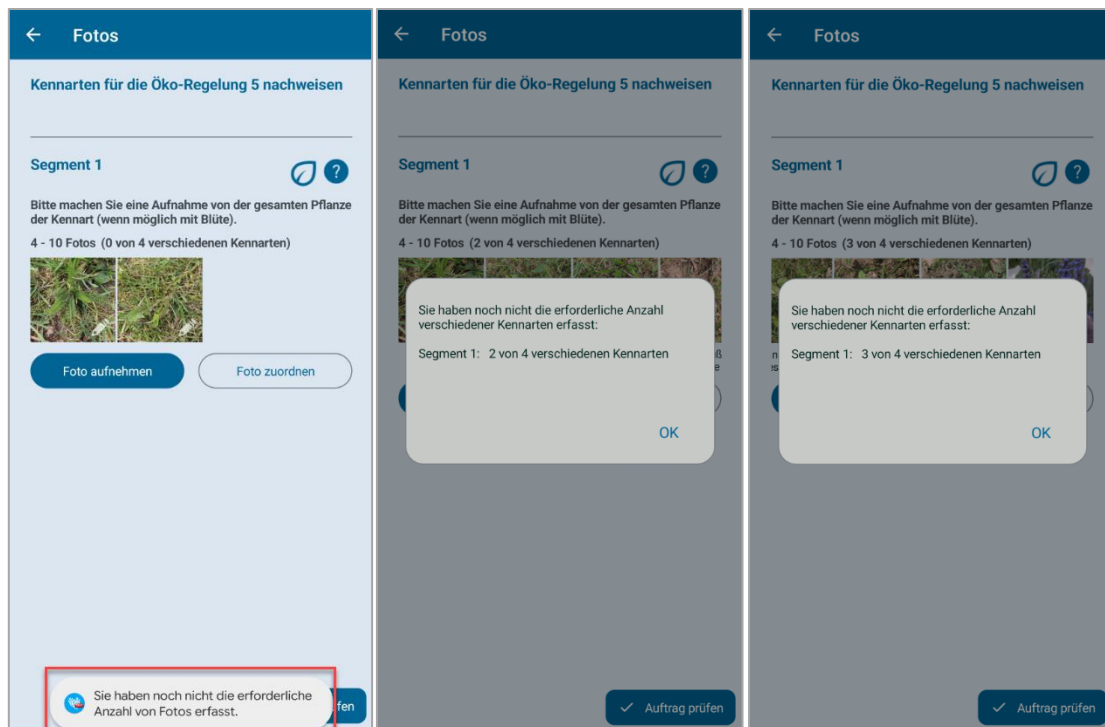 Fotos
Kennarten für die Öko-Regelung 5 nachweisen
Segment 1
?
Bitte machen Sie eine Aufnahme von der gesamten Pflanze
der Kennart (wenn möglich mit Blüte).
4 - 10 Fotos (0 von 4 verschiedenen Kennarten)
Foto aufnehmen
Foto zuordnen
Sie haben noch nicht die erforderliche
Anzahl von Fotos erfasst.
fen
Fotos
Kennarten für die Öko-Regelung 5 nachweisen
Segment 1
?
Bitte machen Sie eine Aufnahme von der gesamten Pflanze
der Kennart (wenn möglich mit Blüte).
4 - 10 Fotos (2 von 4 verschiedenen Kennarten)
Sie haben noch nicht die erforderliche Anzahl
verschiedener Kennarten erfasst:
Segment 1: 2 von 4 verschiedenen Kennarten
OK
Auftrag prüfen
Fotos
Kennarten für die Öko-Regelung 5 nachweisen
Segment 1
?
Bitte machen Sie eine Aufnahme von der gesamten Pflanze
der Kennart (wenn möglich mit Blüte).
4 - 10 Fotos (3 von 4 verschiedenen Kennarten)
Sie haben noch nicht die erforderliche Anzahl
verschiedener Kennarten erfasst:
Segment 1: 3 von 4 verschiedenen Kennarten
OK
Auftrag prüfen